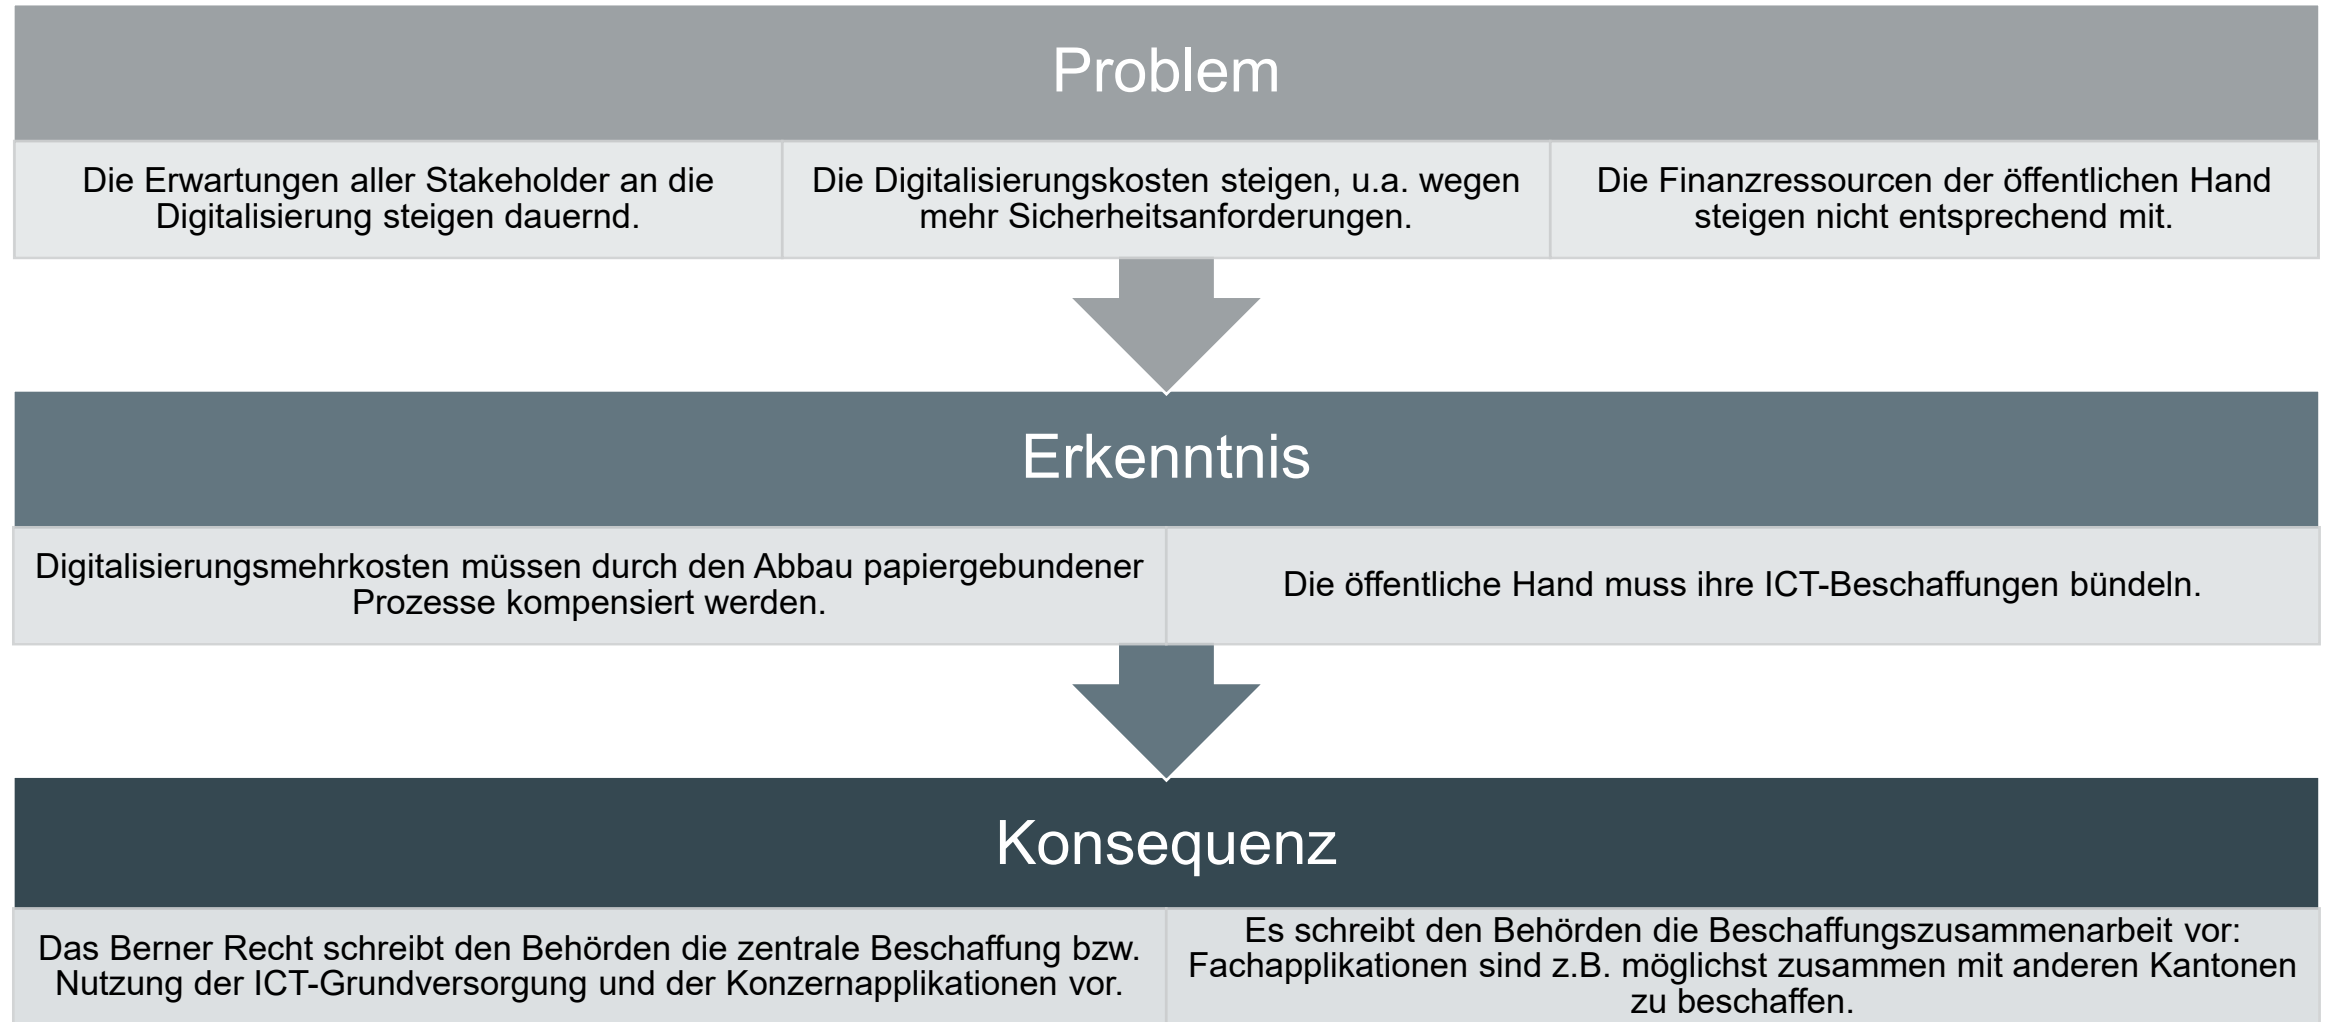 Problem
Die Erwartungen aller Stakeholder an die
Digitalisierung steigen dauernd.
Die Digitalisierungskosten steigen, u.a. wegen
mehr Sicherheitsanforderungen.
Die Finanzressourcen der öffentlichen Hand
steigen nicht entsprechend mit.
Erkenntnis
Digitalisierungsmehrkosten müssen durch den Abbau papiergebundener
Prozesse kompensiert werden.
Die öffentliche Hand muss ihre ICT-Beschaffungen bündeln.
Konsequenz
Das Berner Recht schreibt den Behörden die zentrale Beschaffung bzw.
Nutzung der ICT-Grundversorgung und der Konzernapplikationen vor.
Es schreibt den Behörden die Beschaffungszusammenarbeit vor:
Fachapplikationen sind z.B. möglichst zusammen mit anderen Kantonen
zu beschaffen.